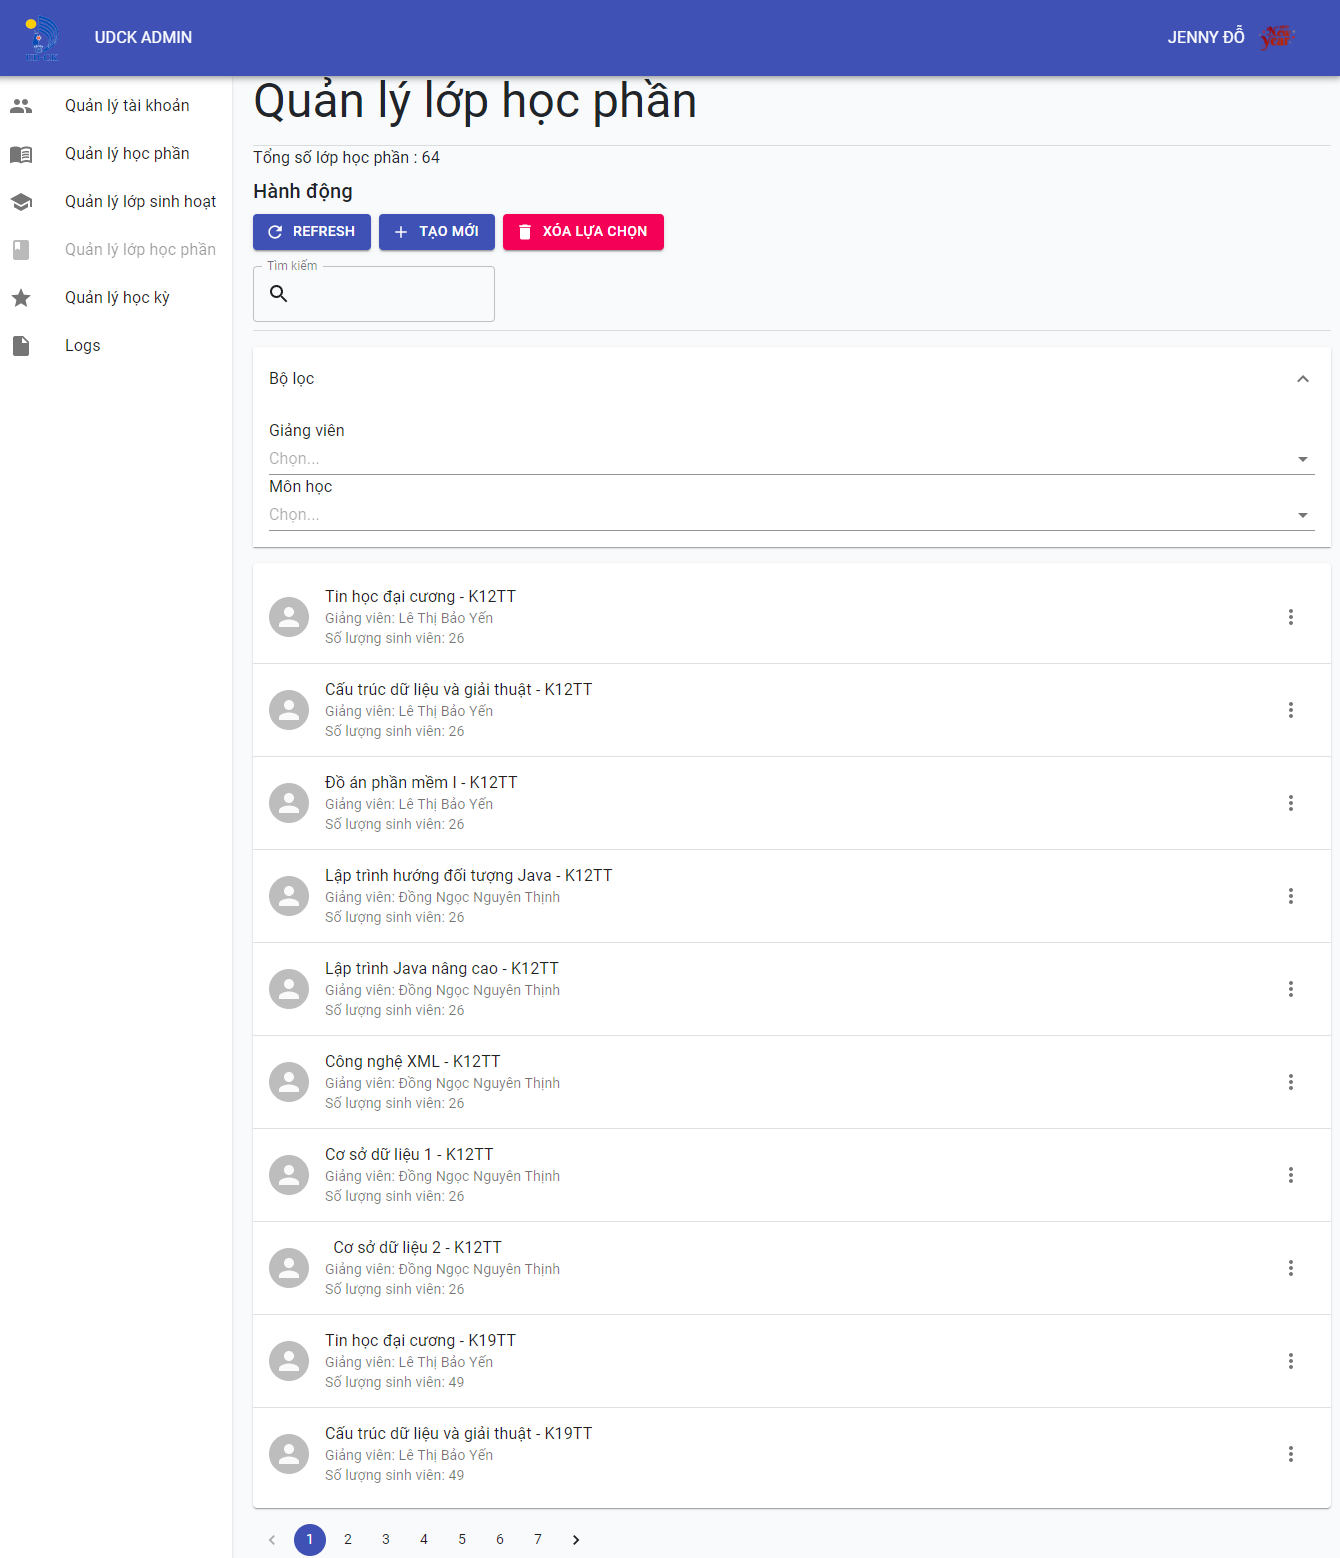 UDCK ADMIN
JENNY ĐỖ
Quản lý tài khoản
Quản lý học phần
Quản lý lớp sinh hoạt
Quản lý lớp học phần
Quản lý học kỳ
Logs
Quản lý lớp học phần
Tổng số lớp học phần : 64
Hành động
REFRESH
TẠO MỚI
XÓA LỰA CHỌN
Tìm kiếm
Bộ lọc
Giảng viên
Chọn...
Môn học
Chọn...
Tin học đại cương - K12TT
Giảng viên: Lê Thị Bảo Yến
Số lượng sinh viên: 26
Cấu trúc dữ liệu và giải thuật - K12TT
Giảng viên: Lê Thị Bảo Yến
Số lượng sinh viên: 26
Đồ án phần mềm I - K12TT
Giảng viên: Lê Thị Bảo Yến
Số lượng sinh viên: 26
Lập trình hướng đối tượng Java - K12TT
Giảng viên: Đồng Ngọc Nguyên Thịnh
Số lượng sinh viên: 26
Lập trình Java nâng cao - K12TT
Giảng viên: Đồng Ngọc Nguyên Thịnh
Số lượng sinh viên: 26
Công nghệ XML - K12TT
Giảng viên: Đồng Ngọc Nguyên Thịnh
Số lượng sinh viên: 26
Cơ sở dữ liệu 1 - K12TT
Giảng viên: Đồng Ngọc Nguyên Thịnh
Số lượng sinh viên: 26
Cơ sở dữ liệu 2 - K12TT
Giảng viên: Đồng Ngọc Nguyên Thịnh
Số lượng sinh viên: 26
Tin học đại cương - K19TT
Giảng viên: Lê Thị Bảo Yến
Số lượng sinh viên: 49
Cấu trúc dữ liệu và giải thuật - K19TT
Giảng viên: Lê Thị Bảo Yến
Số lượng sinh viên: 49
1 2 3 4 5 6 7